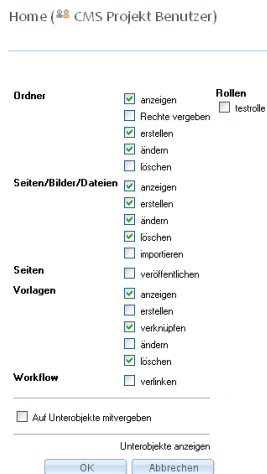 Home (CMS Projekt Benutzer)
Ordner
anzeigen
Rechte vergeben
erstellen
ändern
löschen
Rollen
testrolle
Seiten/Bilder/Dateien
anzeigen
erstellen
ändern
löschen
importieren
Seiten
veröffentlichen
Vorlagen
anzeigen
erstellen
verknüpfen
ändern
löschen
Workflow
verlinken
Auf Unterobjekte mitvergeben
Unterobjekte anzeigen
OK
Abbrechen